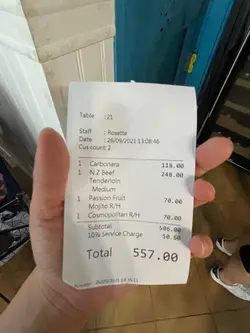 Table : 21
Staff : Rosette
Date : 26/09/2021 13:08:46
Cus count: 2
1 Carbonara 118.00
1 N.Z Beef 248.00
Tenderloin
Medium
1 Passion Fruit 70.00
Mojito R/H
1 Cosmopolitan R/H 70.00
Subtotal 506.00
10% Service Charge 50.60
Total 557.00